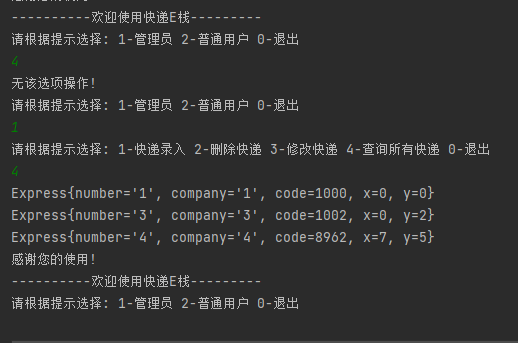 ----------欢迎使用快递E栈---------
请根据提示选择: 1-管理员 2-普通用户 0-退出
4
无该选项操作!
请根据提示选择: 1-管理员 2-普通用户 0-退出
1
请根据提示选择: 1-快递录入 2-删除快递 3-修改快递 4-查询所有快递 0-退出
4
Express{number='1', company='1', code=1000, x=0, y=0}
Express{number='3', company='3', code=1002, x=0, y=2}
Express{number='4', company='4', code=8962, x=7, y=5}
感谢您的使用!
----------欢迎使用快递E栈---------
请根据提示选择: 1-管理员 2-普通用户 0-退出